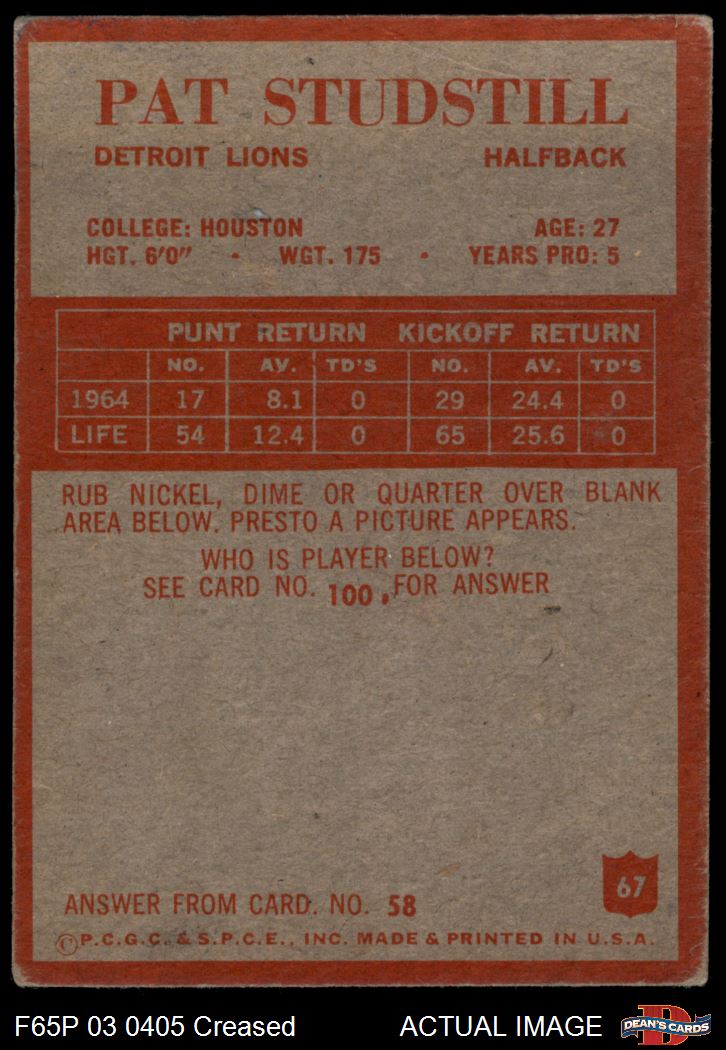 PAT STUDSTILL
DETROIT LIONS HALFBACK
COLLEGE: HOUSTON AGE: 27
HGT. 6'0" • WGT. 175 • YEARS PRO: 5
PUNT RETURN KICKOFF RETURN
NO. AV. TD'S NO. AV. TD'S
1964 17 8.1 0 29 24.4 0
LIFE 54 12.4 0 65 25.6 0
RUB NICKEL, DIME OR QUARTER OVER BLANK
AREA BELOW. PRESTO A PICTURE APPEARS.
WHO IS PLAYER BELOW?
SEE CARD NO. 100. FOR ANSWER
67
ANSWER FROM CARD. NO. 58
©P.C.G.C. & S.P.C.E., INC. MADE & PRINTED IN U.S.A.
F65P 03 0405 Creased ACTUAL IMAGE
D
DEAN'S CARDS